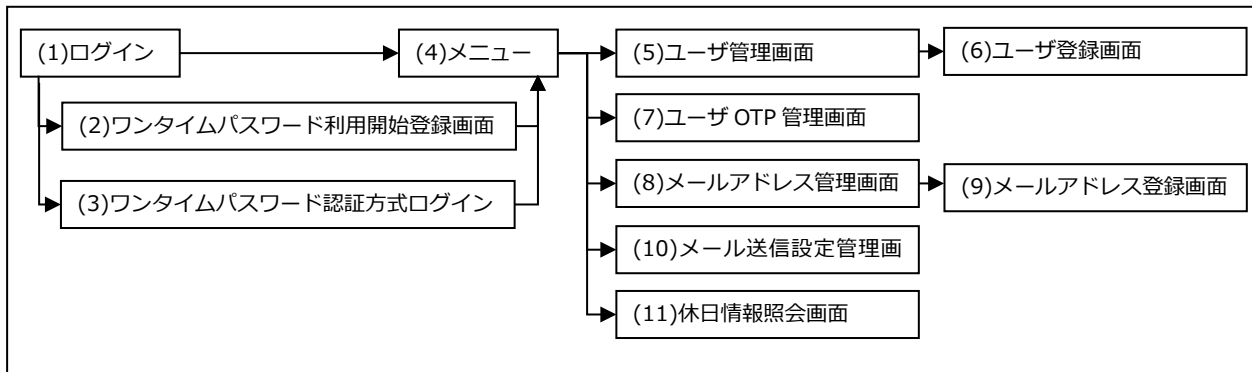 (1)ログイン
(4)メニュー
(5)ユーザ管理画面
(6)ユーザ登録画面
(2)ワンタイムパスワード利用開始登録画面
(7)ユーザ OTP 管理画面
(3)ワンタイムパスワード認証方式ログイン
(8)メールアドレス管理画面
(9)メールアドレス登録画面
(10)メール送信設定管理画
(11)休日情報照会画面